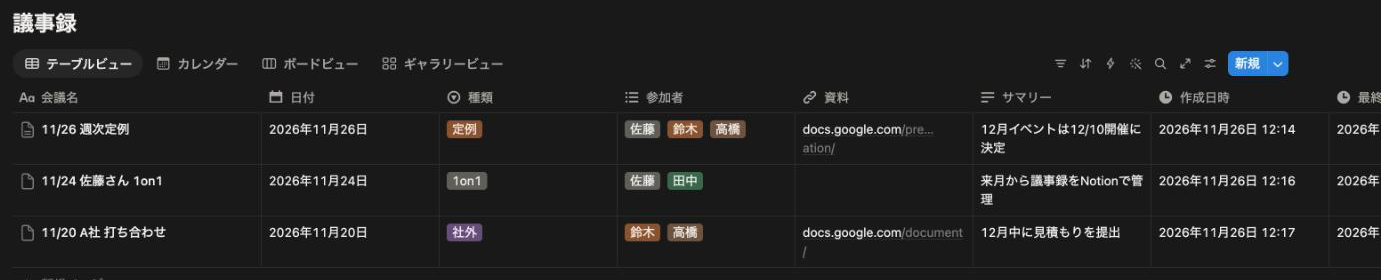 議事録
テーブルビュー カレンダー ボードビュー ギャラリービュー 新規
Aa 会議名 日付 種類 参加者 資料 サマリー 作成日時 最終
11/26 週次定例 2026年11月26日 定例 佐藤 鈴木 高橋 docs.google.com/pre... 12月イベントは12/10開催に 2026年11月26日 12:14 2026年
ation/ 決定
11/24 佐藤さん 1on1 2026年11月24日 1on1 佐藤 田中 来月から議事録をNotionで管 2026年11月26日 12:16 2026年
理
11/20 A社 打ち合わせ 2026年11月20日 社外 鈴木 高橋 docs.google.com/document 12月中に見積もりを提出 2026年11月26日 12:17 2026年
/